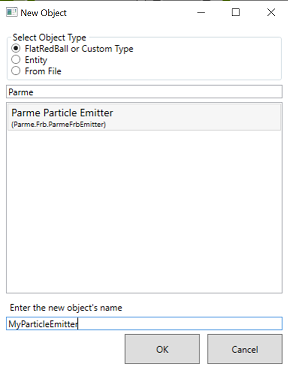 New Object
Select Object Type
FlatRedBall or Custom Type
Entity
From File
Parme
Parme Particle Emitter
(Parme.Frb.ParmeFrbEmitter)
Enter the new object's name
MyParticleEmitter
OK
Cancel